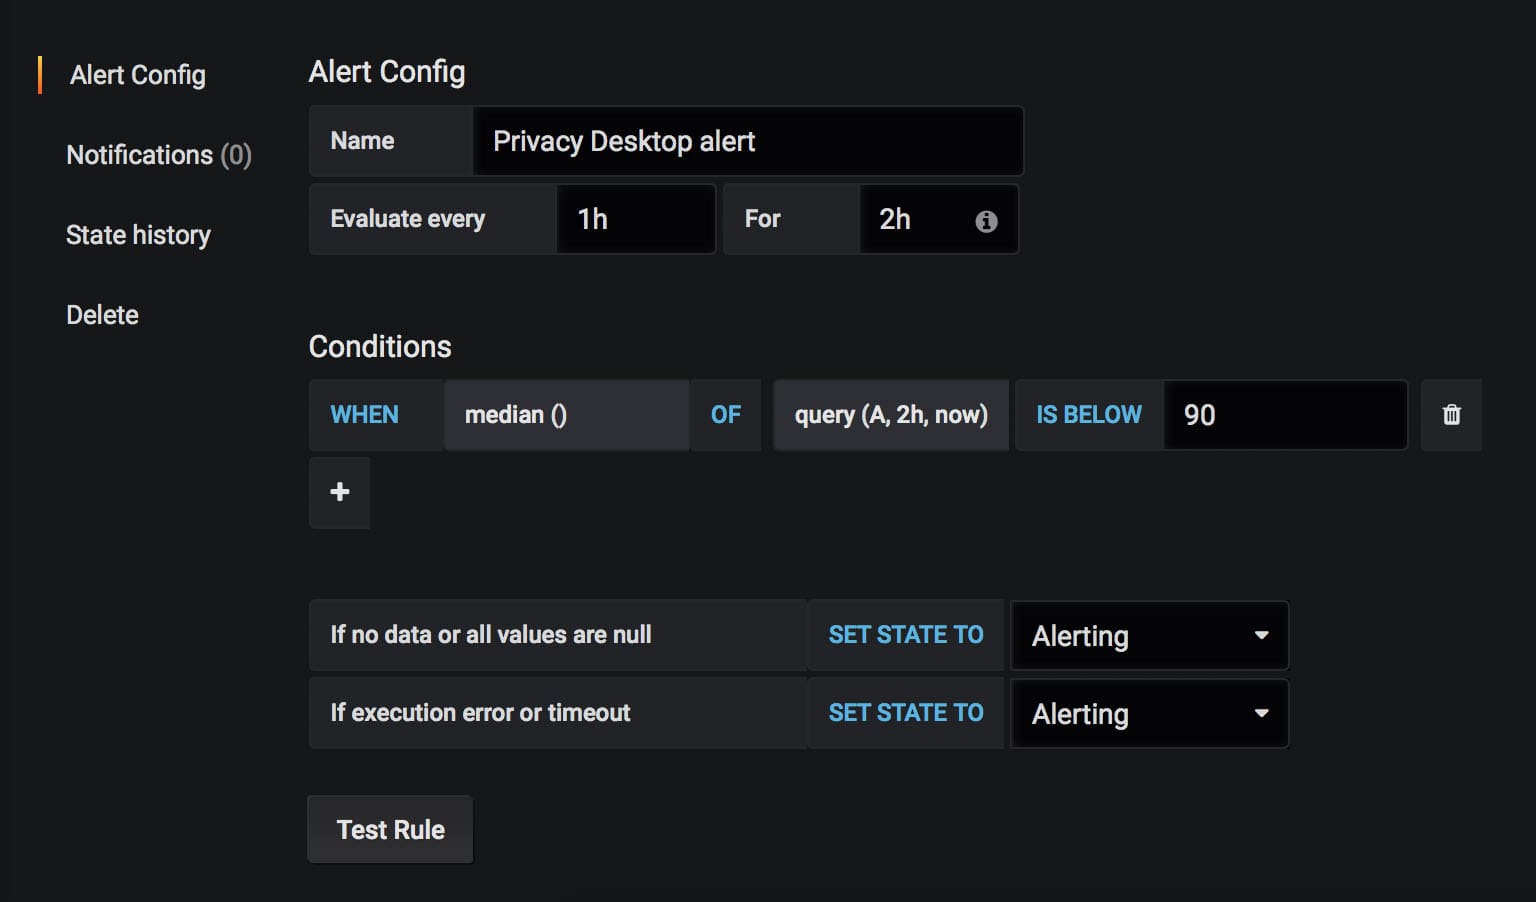 Alert Config
Notifications (0)
State history
Delete
Alert Config
Name Privacy Desktop alert
Evaluate every 1h For 2h
Conditions
WHEN median () OF query (A, 2h, now) IS BELOW 90
+
If no data or all values are null SET STATE TO Alerting
If execution error or timeout SET STATE TO Alerting
Test Rule